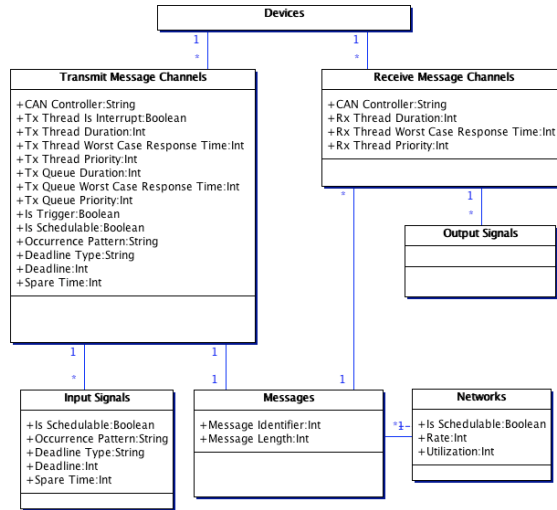 Devices
1
1
*
*
Transmit Message Channels
+CAN Controller:String
+Tx Thread Is Interrupt:Boolean
+Tx Thread Duration:Int
+Tx Thread Worst Case Response Time:Int
+Tx Thread Priority:Int
+Tx Queue Duration:Int
+Tx Queue Worst Case Response Time:Int
+Tx Queue Priority:Int
+Is Trigger:Boolean
+Is Schedulable:Boolean
+Occurrence Pattern:String
+Deadline Type:String
+Deadline:Int
+Spare Time:Int
Receive Message Channels
+CAN Controller:String
+Rx Thread Duration:Int
+Rx Thread Worst Case Response Time:Int
+Rx Thread Priority:Int
*
1
*
Output Signals
1
1
*
1
1
Input Signals
+Is Schedulable:Boolean
+Occurrence Pattern:String
+Deadline Type:String
+Deadline:Int
+Spare Time:Int
Messages
+Message Identifier:Int
+Message Length:Int
*
1
Networks
+Is Schedulable:Boolean
+Rate:Int
+Utilization:Int